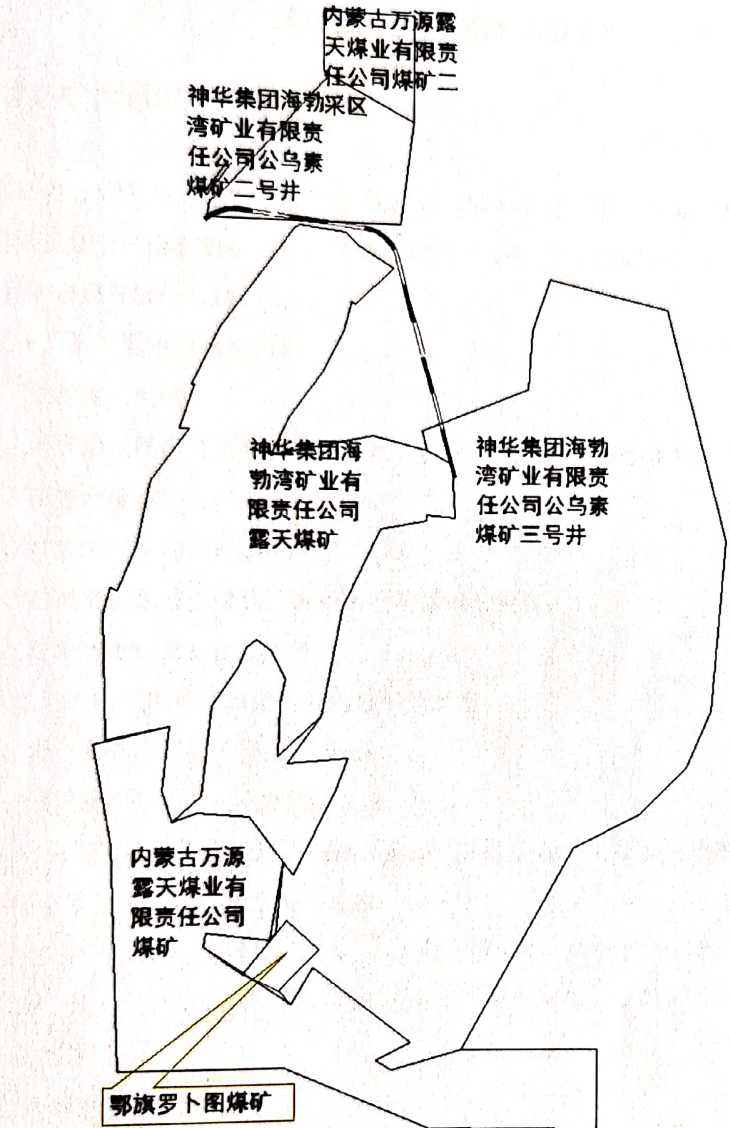 内蒙古万源露
天煤业有限责
任公司煤矿二
采区
神华集团海勃
湾矿业有限责
任公司公乌素
煤矿二号井
神华集团海
勃湾矿业有
限责任公司
露天煤矿
神华集团海勃
湾矿业有限责
任公司公乌素
煤矿三号井
内蒙古万源
露天煤业有
限责任公司
煤矿
鄂旗罗卜图煤矿